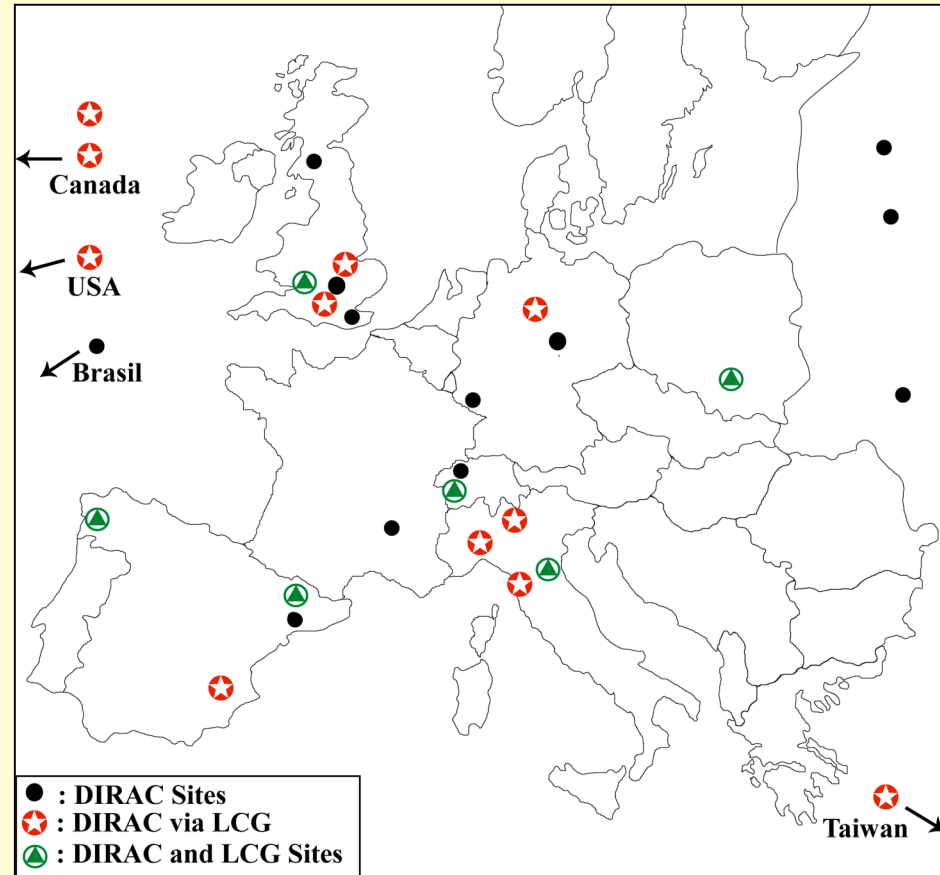 Canada
USA
Brasil
Taiwan
: DIRAC Sites
: DIRAC via LCG
: DIRAC and LCG Sites